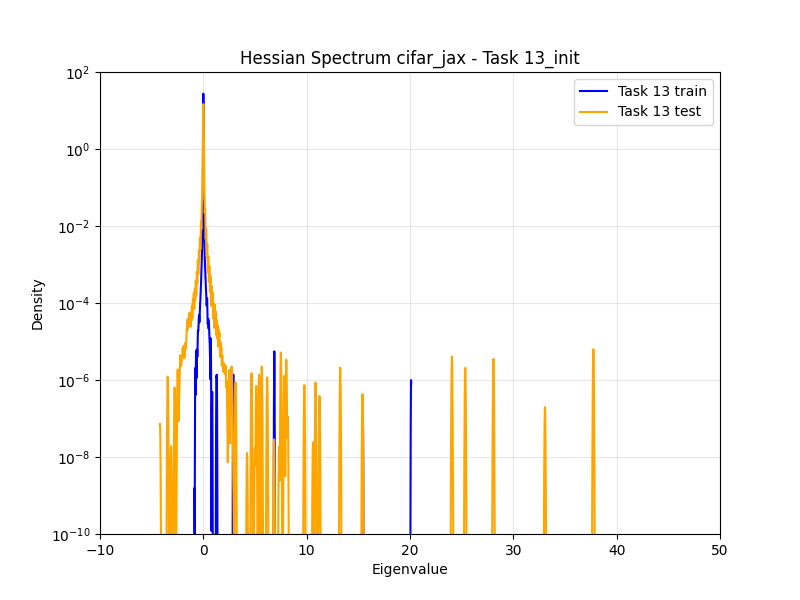 Hessian Spectrum cifar_jax - Task 13_init
Task 13 train
Task 13 test
Density
10^2
10^0
10^-2
10^-4
10^-6
10^-8
10^-10
-10 0 10 20 30 40 50
Eigenvalue